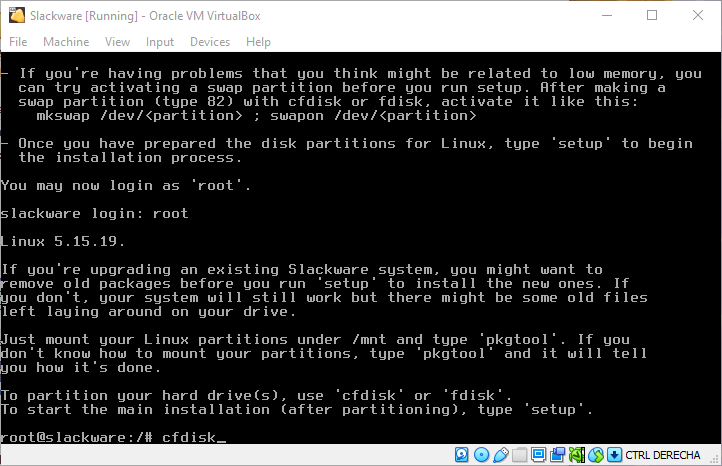 Slackware [Running] - Oracle VM VirtualBox
File Machine View Input Devices Help
- If you're having problems that you think might be related to low memory, you
can try activating a swap partition before you run setup. After making a
swap partition (type 82) with cfdisk or fdisk, activate it like this:
mkswap /dev/<partition> ; swapon /dev/<partition>
- Once you have prepared the disk partitions for Linux, type 'setup' to begin
the installation process.
You may now login as 'root'.
slackware login: root
Linux 5.15.19.
If you're upgrading an existing Slackware system, you might want to
remove old packages before you run 'setup' to install the new ones. If
you don't, your system will still work but there might be some old files
left laying around on your drive.
Just mount your Linux partitions under /mnt and type 'pkgtool'. If you
don't know how to mount your partitions, type 'pkgtool' and it will tell
you how it's done.
To partition your hard drive(s), use 'cfdisk' or 'fdisk'.
To start the main installation (after partitioning), type 'setup'.
root@slackware:/# cfdisk_
CTRL DERECHA